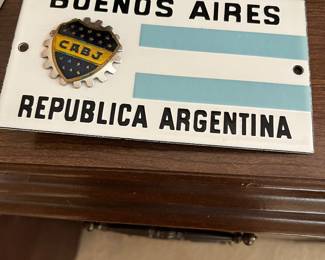 BUENOS AIRES
CABJ
REPUBLICA ARGENTINA